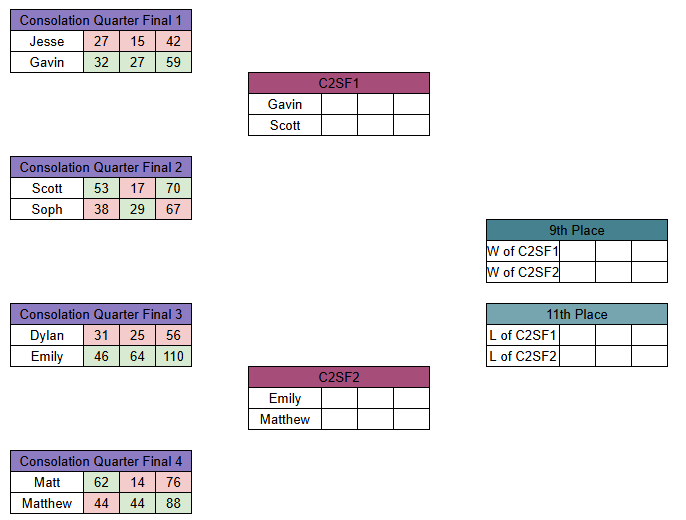 Consolation Quarter Final 1
Jesse 27 15 42
Gavin 32 27 59
C2SF1
Gavin
Scott
Consolation Quarter Final 2
Scott 53 17 70
Soph 38 29 67
9th Place
W of C2SF1
W of C2SF2
Consolation Quarter Final 3
Dylan 31 25 56
Emily 46 64 110
11th Place
L of C2SF1
L of C2SF2
C2SF2
Emily
Matthew
Consolation Quarter Final 4
Matt 62 14 76
Matthew 44 44 88